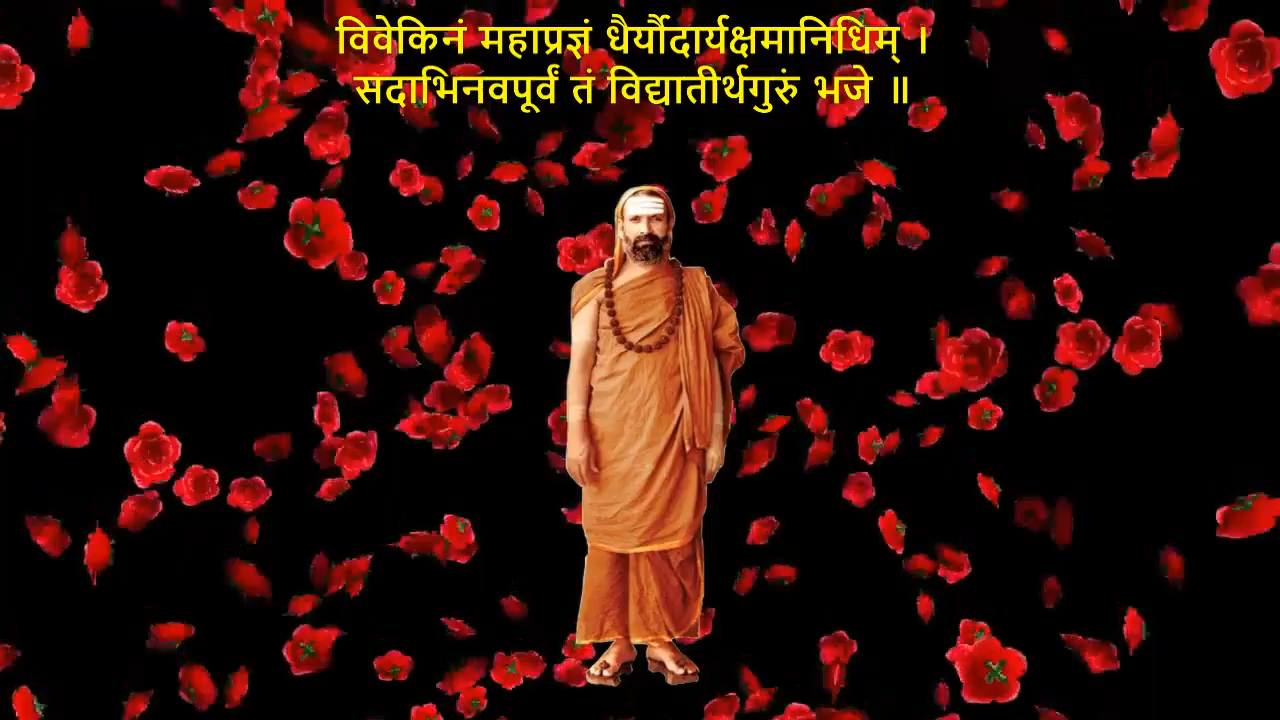 विवेकिनं महाप्रज्ञं धैर्यौदार्यक्षमानिधिम् ।
सदाभिनवपूर्वं तं विद्यातीर्थगुरुं भजे ॥